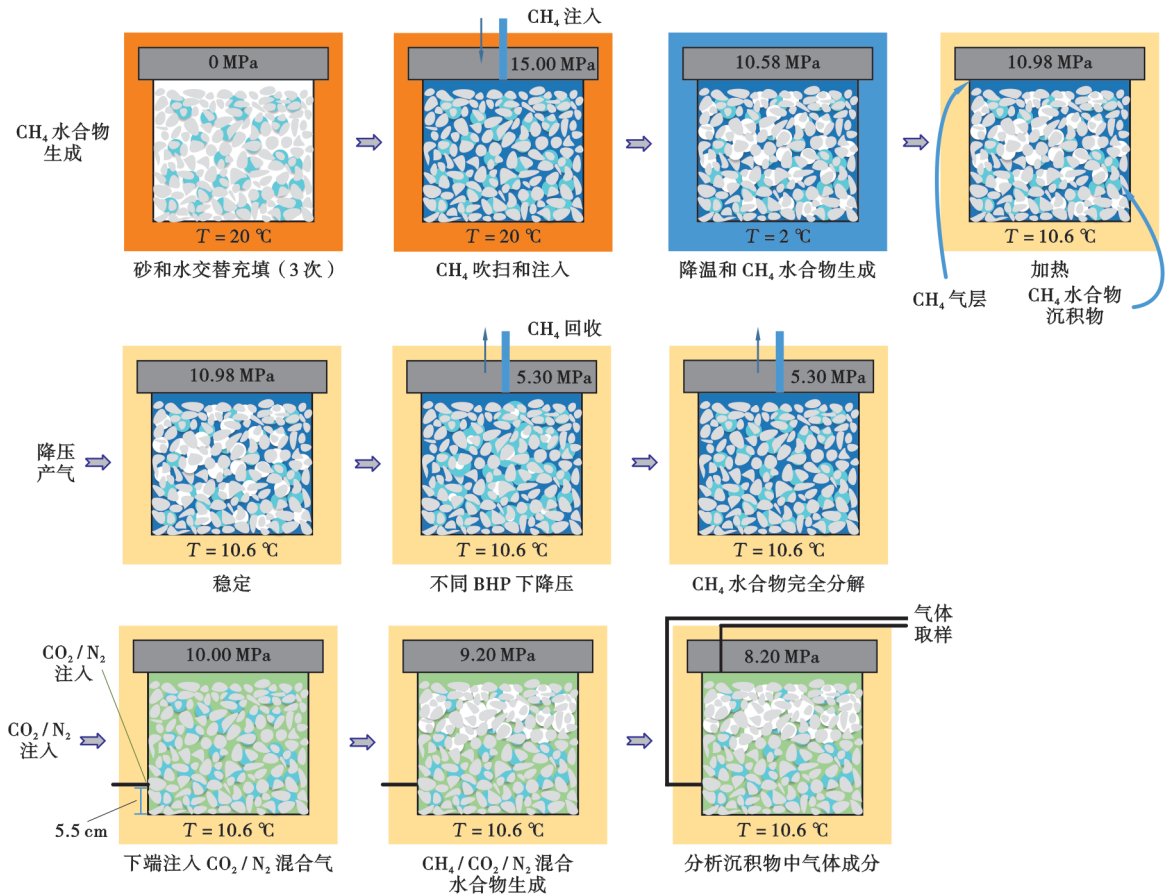 CH₄ 注入
0 MPa
15.00 MPa
10.58 MPa
10.98 MPa
CH₄ 水合物
生成
T = 20 ℃
T = 20 ℃
T = 2 ℃
T = 10.6 ℃
砂和水交替充填（3 次）
CH₄ 吹扫和注入
降温和 CH₄ 水合物生成
加热
CH₄ 气层
CH₄ 水合物
沉积物
CH₄ 回收
10.98 MPa
5.30 MPa
5.30 MPa
降压
产气
T = 10.6 ℃
T = 10.6 ℃
T = 10.6 ℃
稳定
不同 BHP 下降压
CH₄ 水合物完全分解
气体
取样
CO₂ / N₂
注入
10.00 MPa
9.20 MPa
8.20 MPa
CO₂ / N₂
注入
5.5 cm
T = 10.6 ℃
T = 10.6 ℃
T = 10.6 ℃
下端注入 CO₂ / N₂ 混合气
CH₄ / CO₂ / N₂ 混合
水合物生成
分析沉积物中气体成分